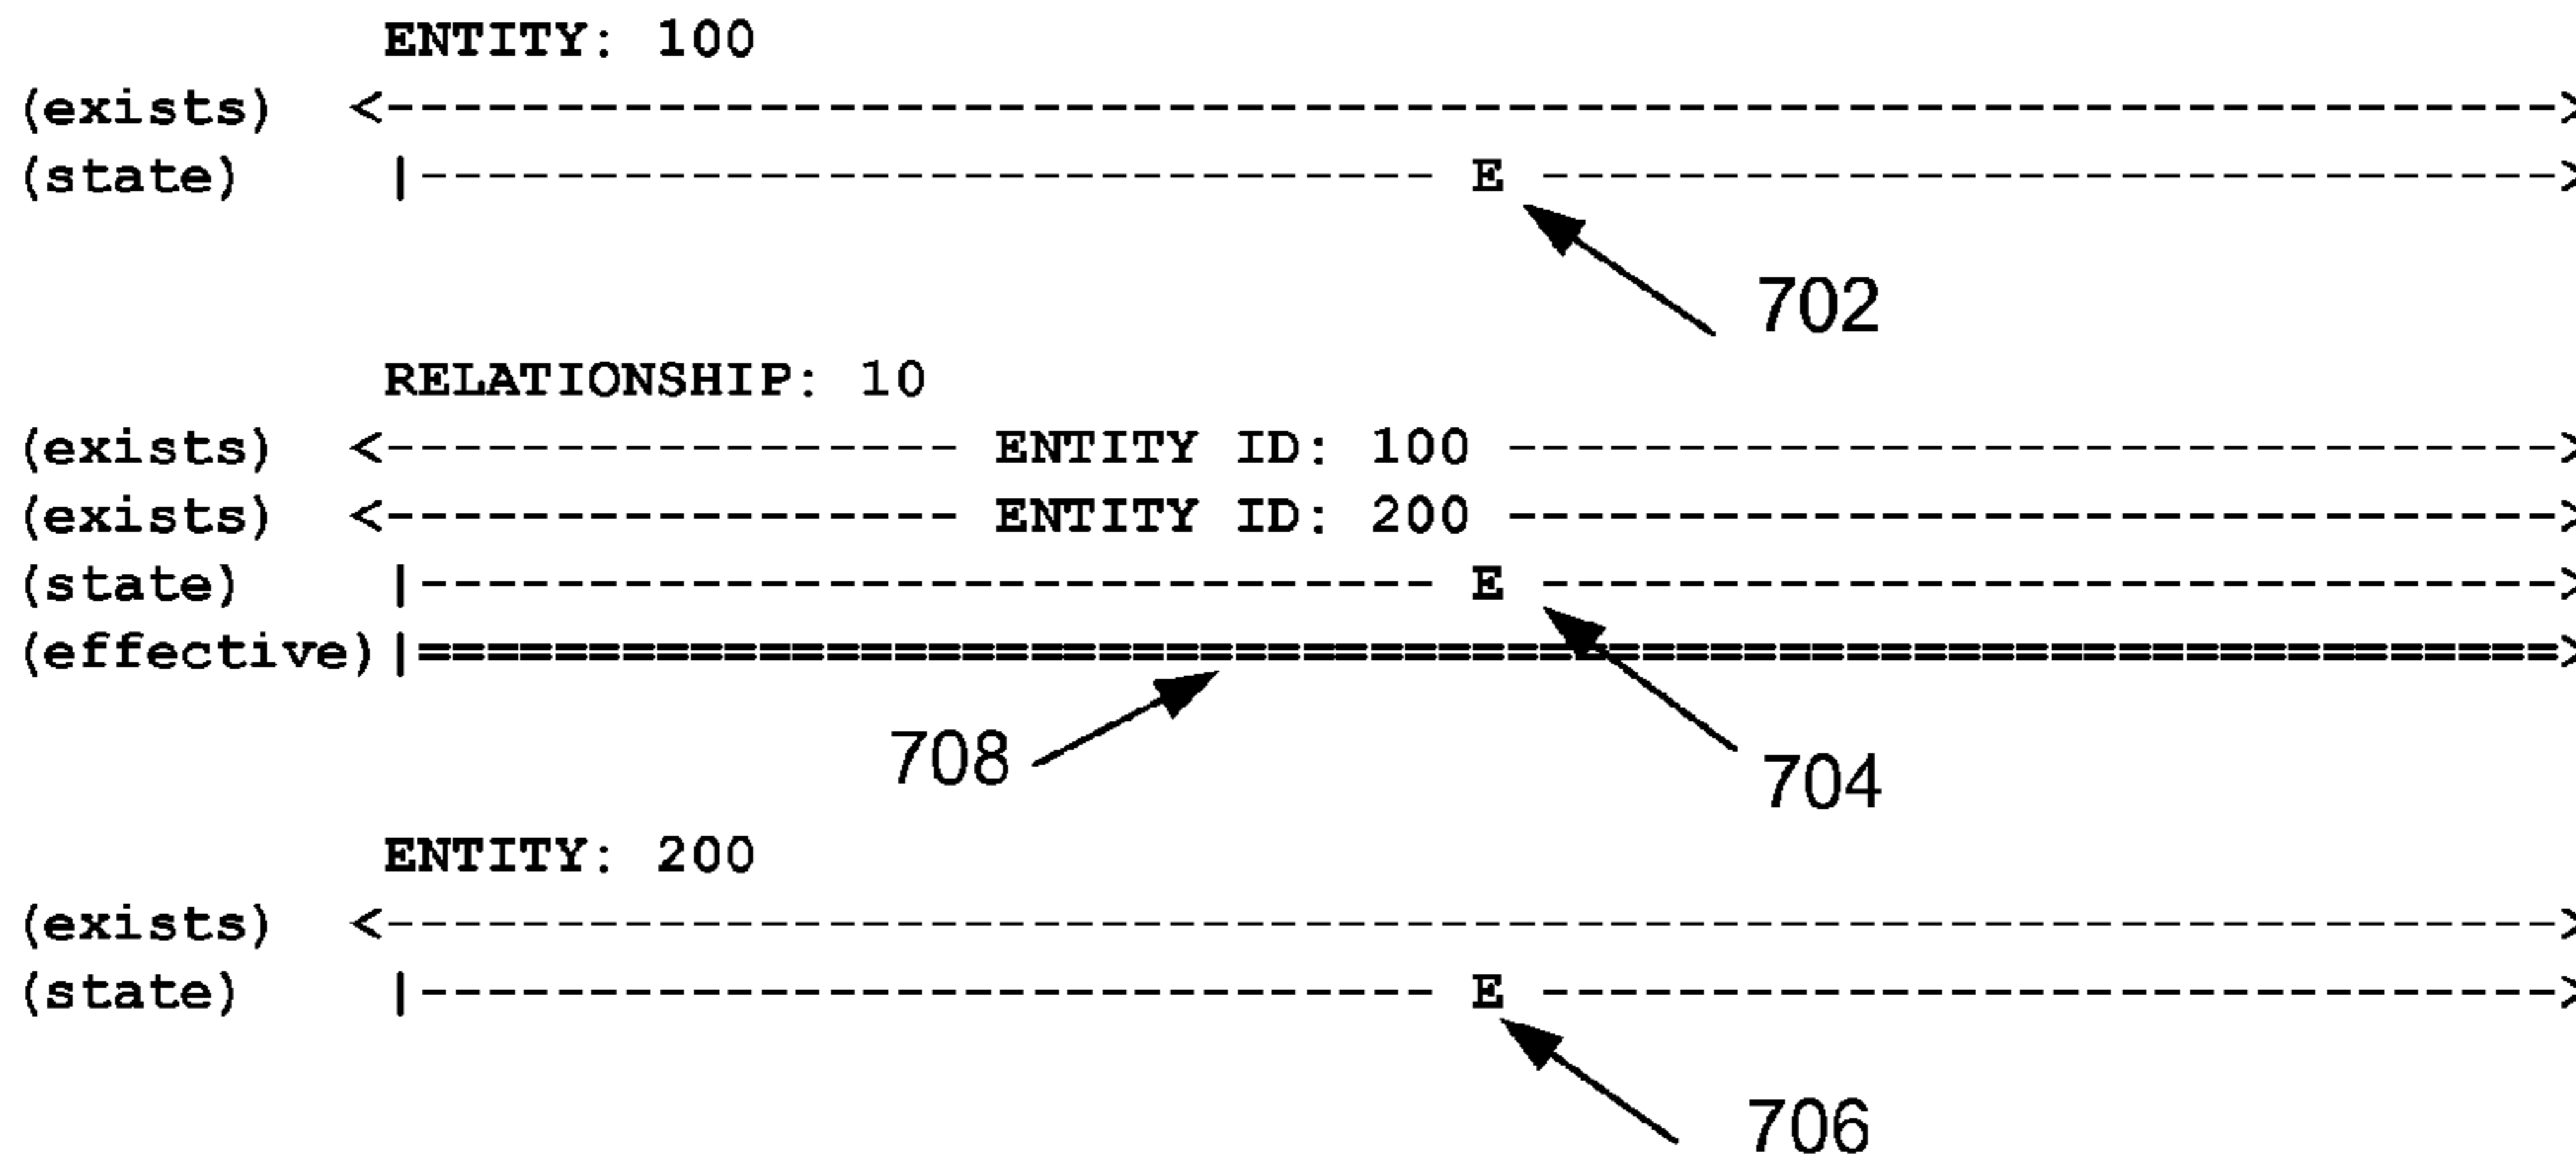 ENTITY: 100
(exists) <---------------------------------------------------------------->
(state) |------------------------------ E ------------------------------>
702
RELATIONSHIP: 10
(exists) <----------------- ENTITY ID: 100 ------------------------------->
(exists) <----------------- ENTITY ID: 200 ------------------------------->
(state) |------------------------------ E ------------------------------>
(effective)|===============================================================>
708
704
ENTITY: 200
(exists) <---------------------------------------------------------------->
(state) |------------------------------ E ------------------------------>
706